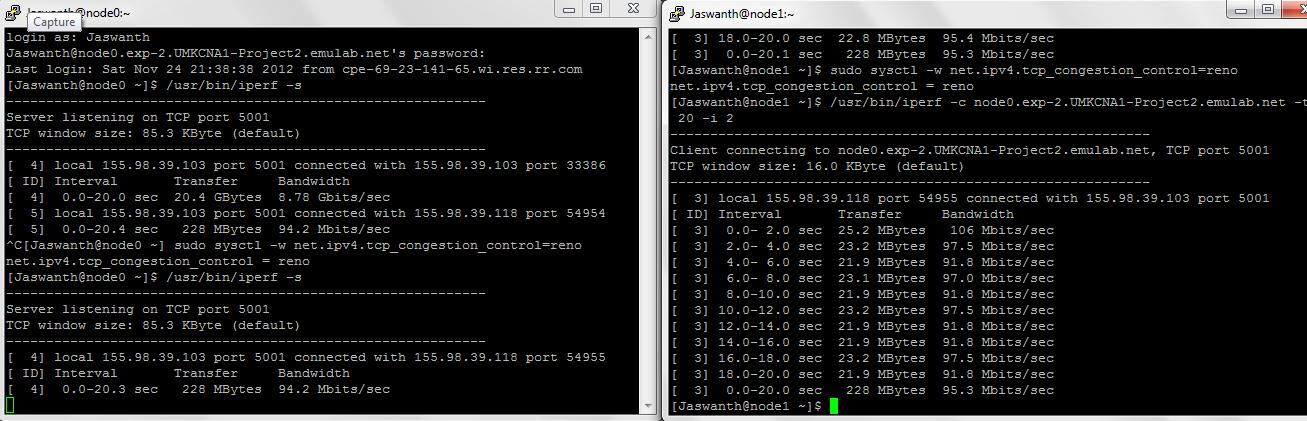 Jaswanth@node0:~
Capture
login as: Jaswanth
Jaswanth@node0.exp-2.UMKCNA1-Project2.emulab.net's password:
Last login: Sat Nov 24 21:38:38 2012 from cpe-69-23-141-65.wi.res.rr.com
[Jaswanth@node0 ~]$ /usr/bin/iperf -s
------------------------------------------------------------
Server listening on TCP port 5001
TCP window size: 85.3 KByte (default)
------------------------------------------------------------
[  4] local 155.98.39.103 port 5001 connected with 155.98.39.103 port 33386
[ ID] Interval       Transfer     Bandwidth
[  4]  0.0-20.0 sec  20.4 GBytes  8.78 Gbits/sec
[  5] local 155.98.39.103 port 5001 connected with 155.98.39.118 port 54954
[  5]  0.0-20.4 sec   228 MBytes  94.2 Mbits/sec
^C[Jaswanth@node0 ~] sudo sysctl -w net.ipv4.tcp_congestion_control=reno
net.ipv4.tcp_congestion_control = reno
[Jaswanth@node0 ~]$ /usr/bin/iperf -s
------------------------------------------------------------
Server listening on TCP port 5001
TCP window size: 85.3 KByte (default)
------------------------------------------------------------
[  4] local 155.98.39.103 port 5001 connected with 155.98.39.118 port 54955
[ ID] Interval       Transfer     Bandwidth
[  4]  0.0-20.3 sec   228 MBytes  94.2 Mbits/sec
Jaswanth@node1:~
[  3] 18.0-20.0 sec  22.8 MBytes  95.4 Mbits/sec
[  3]  0.0-20.1 sec   228 MBytes  95.3 Mbits/sec
[Jaswanth@node1 ~]$ sudo sysctl -w net.ipv4.tcp_congestion_control=reno
net.ipv4.tcp_congestion_control = reno
[Jaswanth@node1 ~]$ /usr/bin/iperf -c node0.exp-2.UMKCNA1-Project2.emulab.net -t
 20 -i 2
------------------------------------------------------------
Client connecting to node0.exp-2.UMKCNA1-Project2.emulab.net, TCP port 5001
TCP window size: 16.0 KByte (default)
------------------------------------------------------------
[  3] local 155.98.39.118 port 54955 connected with 155.98.39.103 port 5001
[ ID] Interval       Transfer     Bandwidth
[  3]  0.0- 2.0 sec  25.2 MBytes   106 Mbits/sec
[  3]  2.0- 4.0 sec  23.2 MBytes  97.5 Mbits/sec
[  3]  4.0- 6.0 sec  21.9 MBytes  91.8 Mbits/sec
[  3]  6.0- 8.0 sec  23.1 MBytes  97.0 Mbits/sec
[  3]  8.0-10.0 sec  21.9 MBytes  91.8 Mbits/sec
[  3] 10.0-12.0 sec  23.2 MBytes  97.5 Mbits/sec
[  3] 12.0-14.0 sec  21.9 MBytes  91.8 Mbits/sec
[  3] 14.0-16.0 sec  21.9 MBytes  91.8 Mbits/sec
[  3] 16.0-18.0 sec  23.2 MBytes  97.5 Mbits/sec
[  3] 18.0-20.0 sec  21.9 MBytes  91.8 Mbits/sec
[  3]  0.0-20.0 sec   228 MBytes  95.3 Mbits/sec
[Jaswanth@node1 ~]$